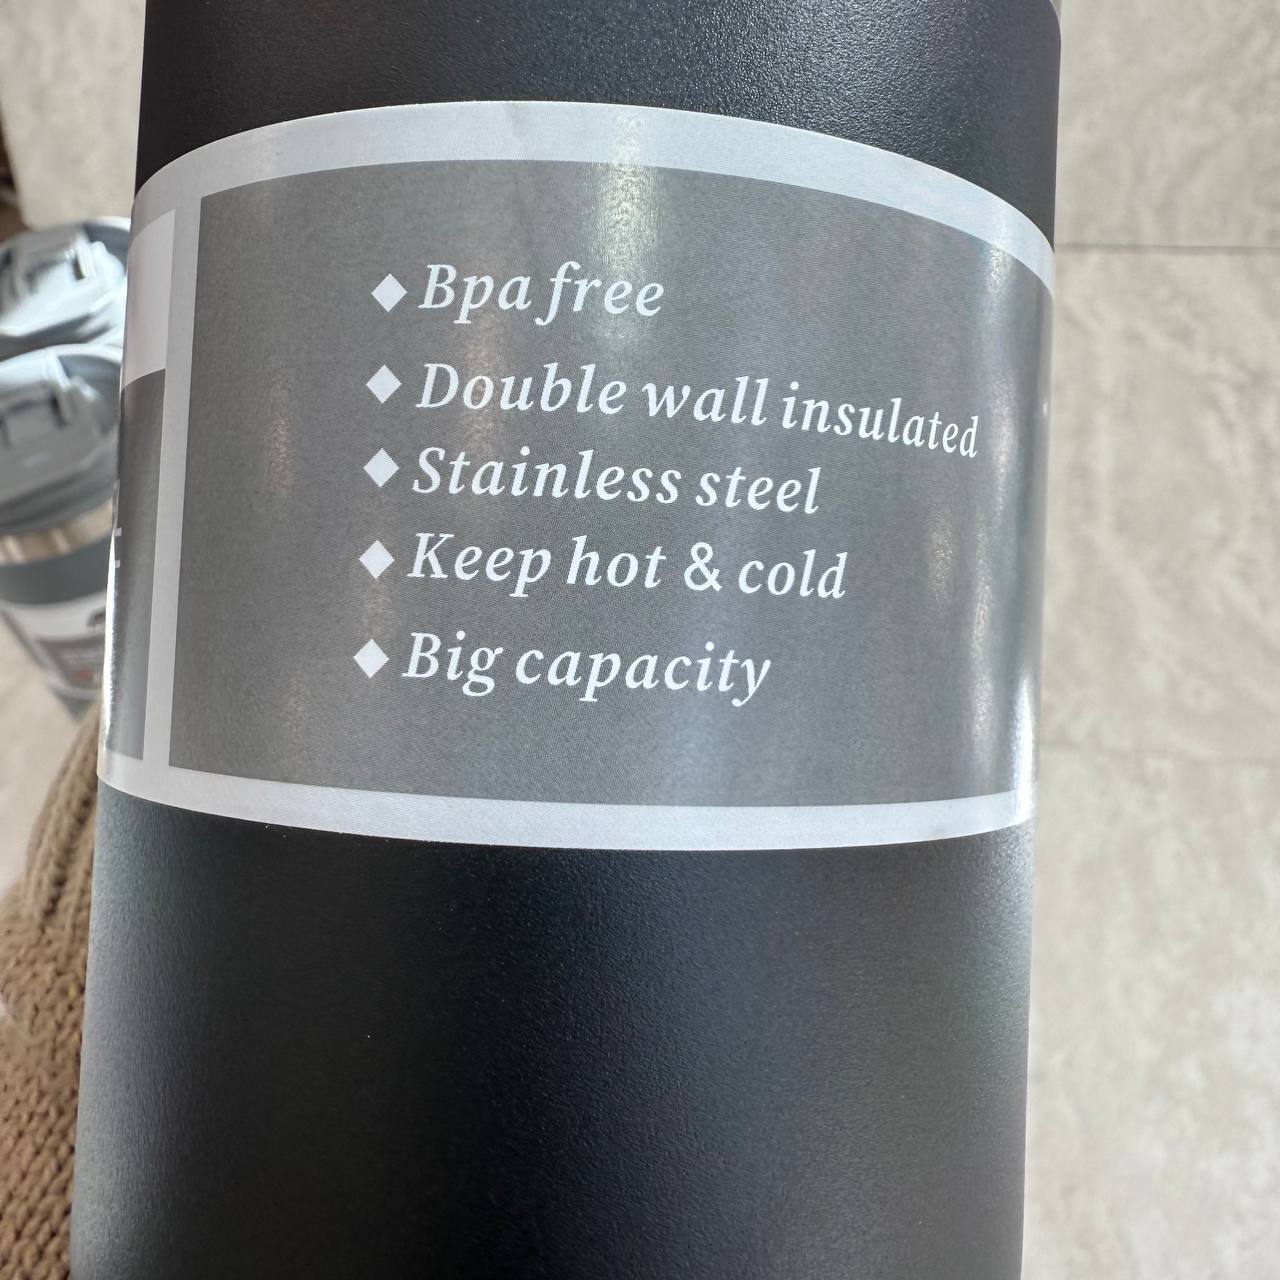 ◆ Bpa free
◆ Double wall insulated
◆ Stainless steel
◆ Keep hot & cold
◆ Big capacity